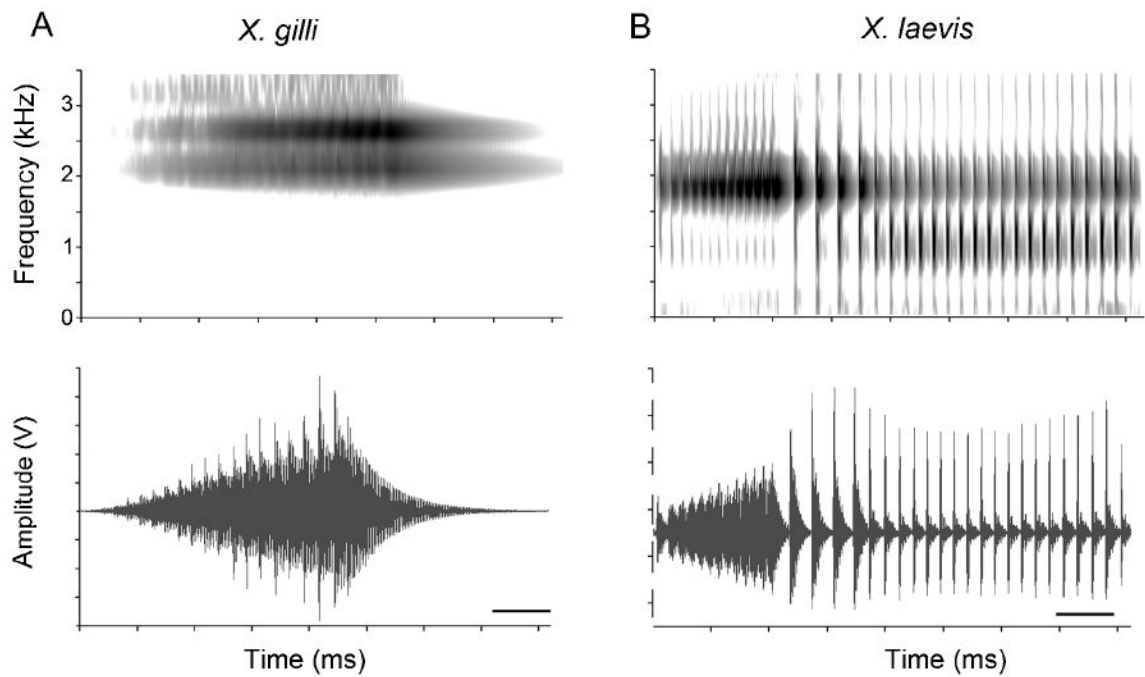 A
X. gilli
B
X. laevis
Frequency (kHz)
3
2
1
0
Amplitude (V)
Time (ms)
Time (ms)